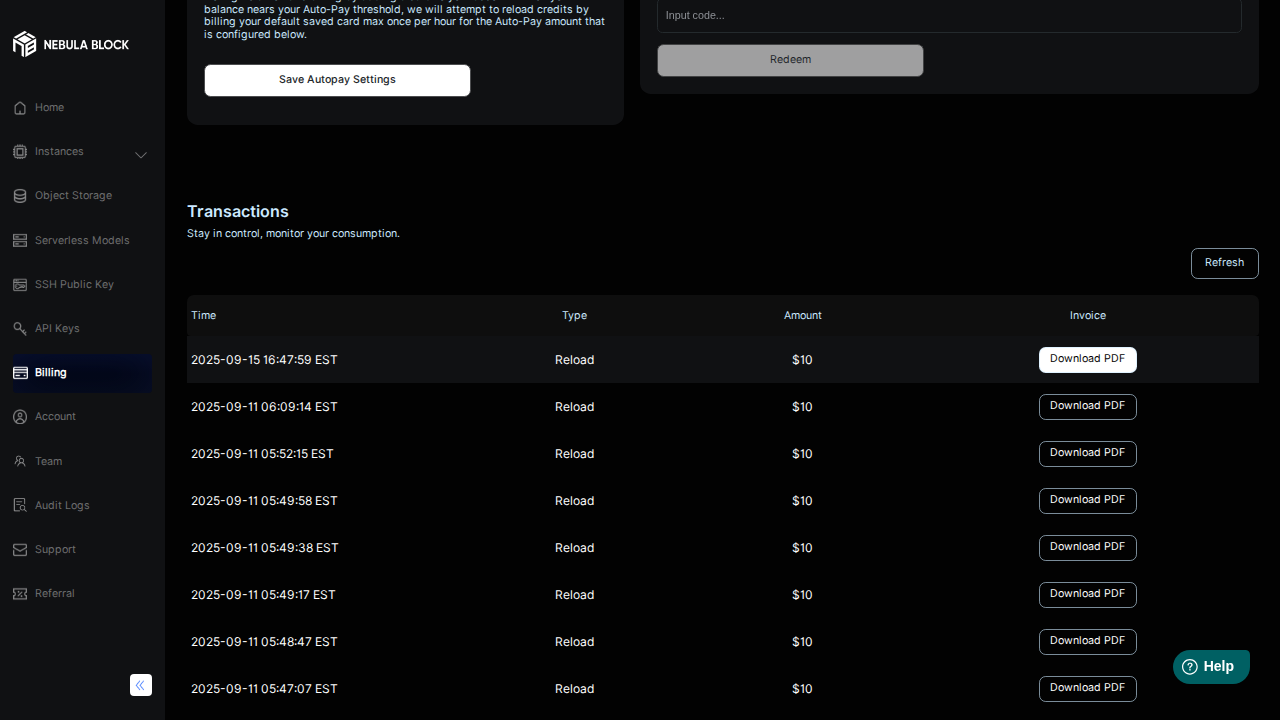 balance nears your Auto-Pay threshold, we will attempt to reload credits by
billing your default saved card max once per hour for the Auto-Pay amount that
is configured below.
Save Autopay Settings
Input code...
Redeem
NEBULA BLOCK
Home
Instances
Object Storage
Serverless Models
SSH Public Key
API Keys
Billing
Account
Team
Audit Logs
Support
Referral
Transactions
Stay in control, monitor your consumption.
Refresh
Time Type Amount Invoice
2025-09-15 16:47:59 EST Reload $10 Download PDF
2025-09-11 06:09:14 EST Reload $10 Download PDF
2025-09-11 05:52:15 EST Reload $10 Download PDF
2025-09-11 05:49:58 EST Reload $10 Download PDF
2025-09-11 05:49:38 EST Reload $10 Download PDF
2025-09-11 05:49:17 EST Reload $10 Download PDF
2025-09-11 05:48:47 EST Reload $10 Download PDF
2025-09-11 05:47:07 EST Reload $10 Download PDF
Help